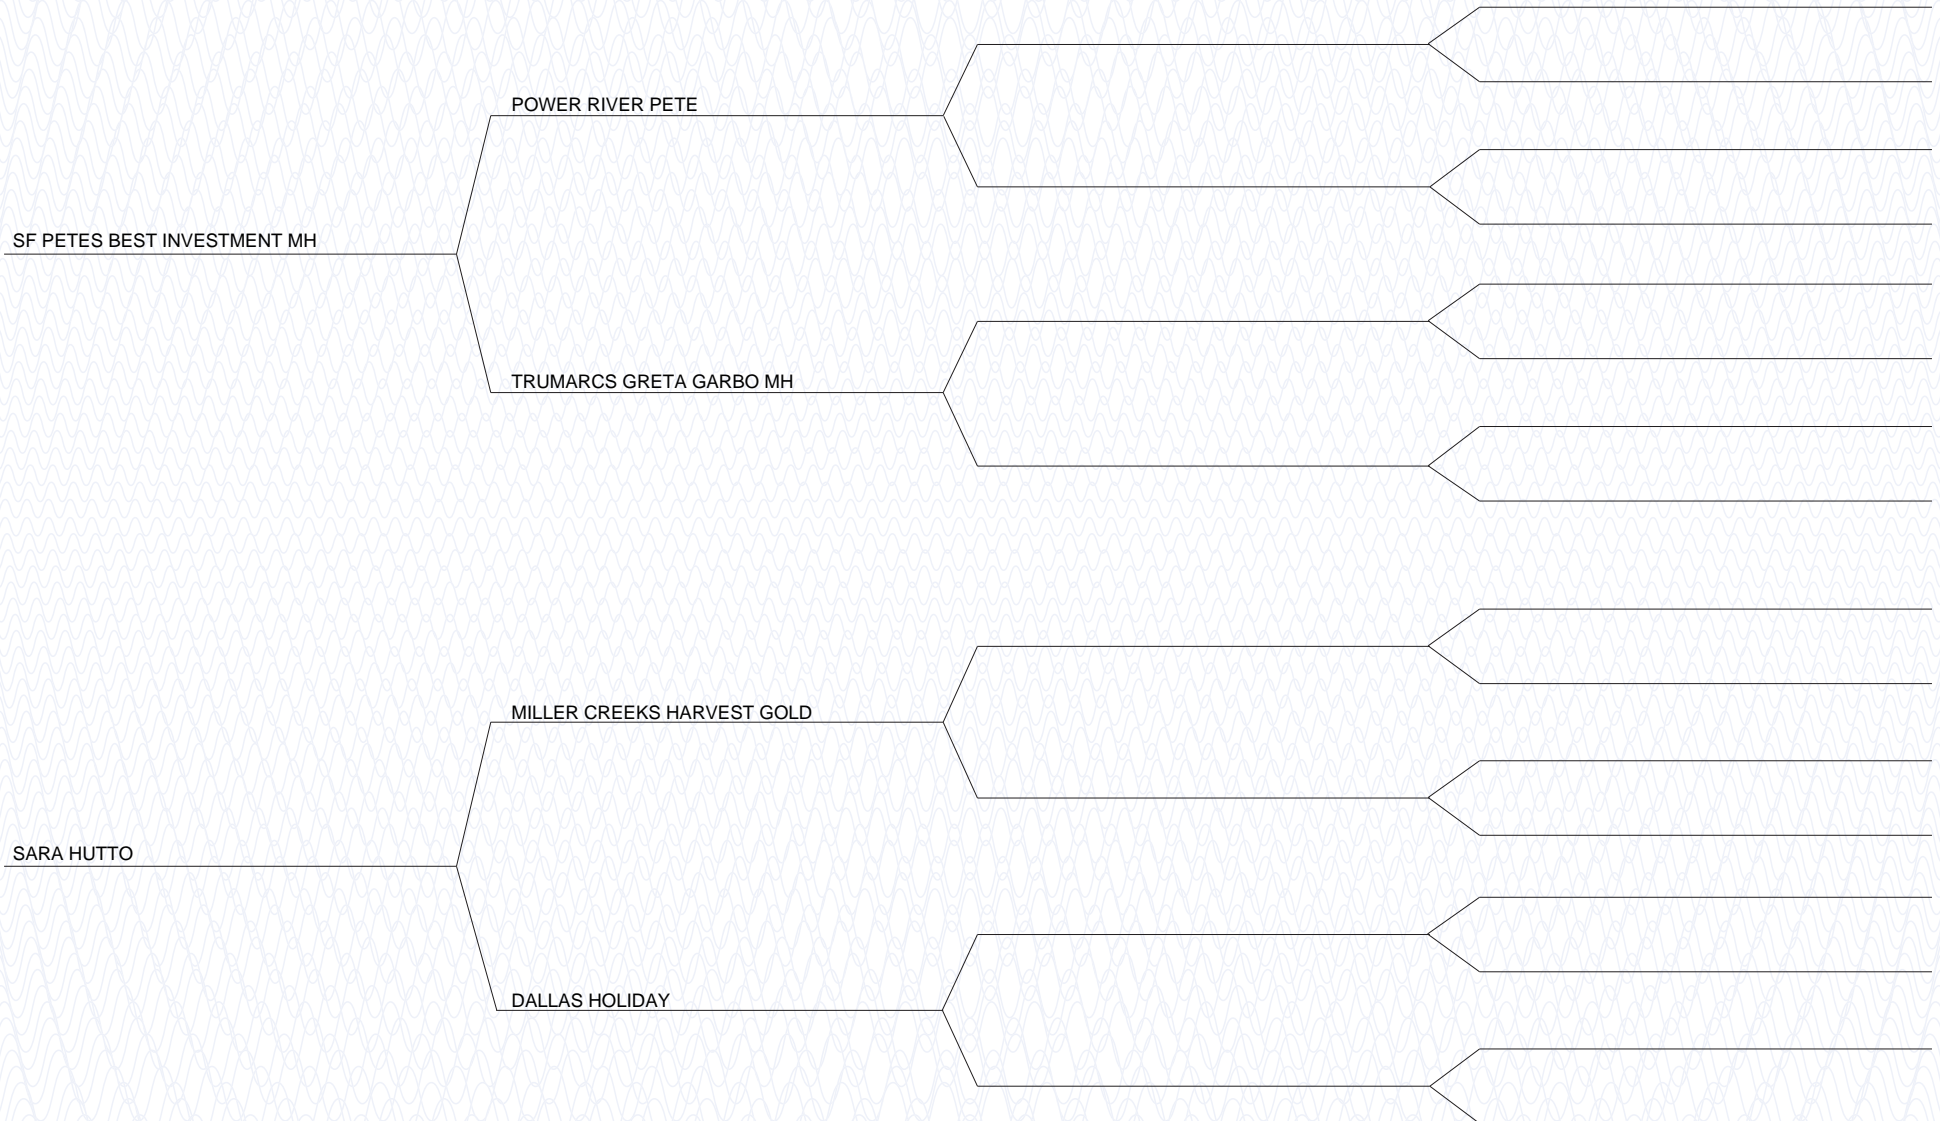 POWER RIVER PETE
SF PETES BEST INVESTMENT MH
TRUMARCS GRETA GARBO MH
MILLER CREEKS HARVEST GOLD
SARA HUTTO
DALLAS HOLIDAY